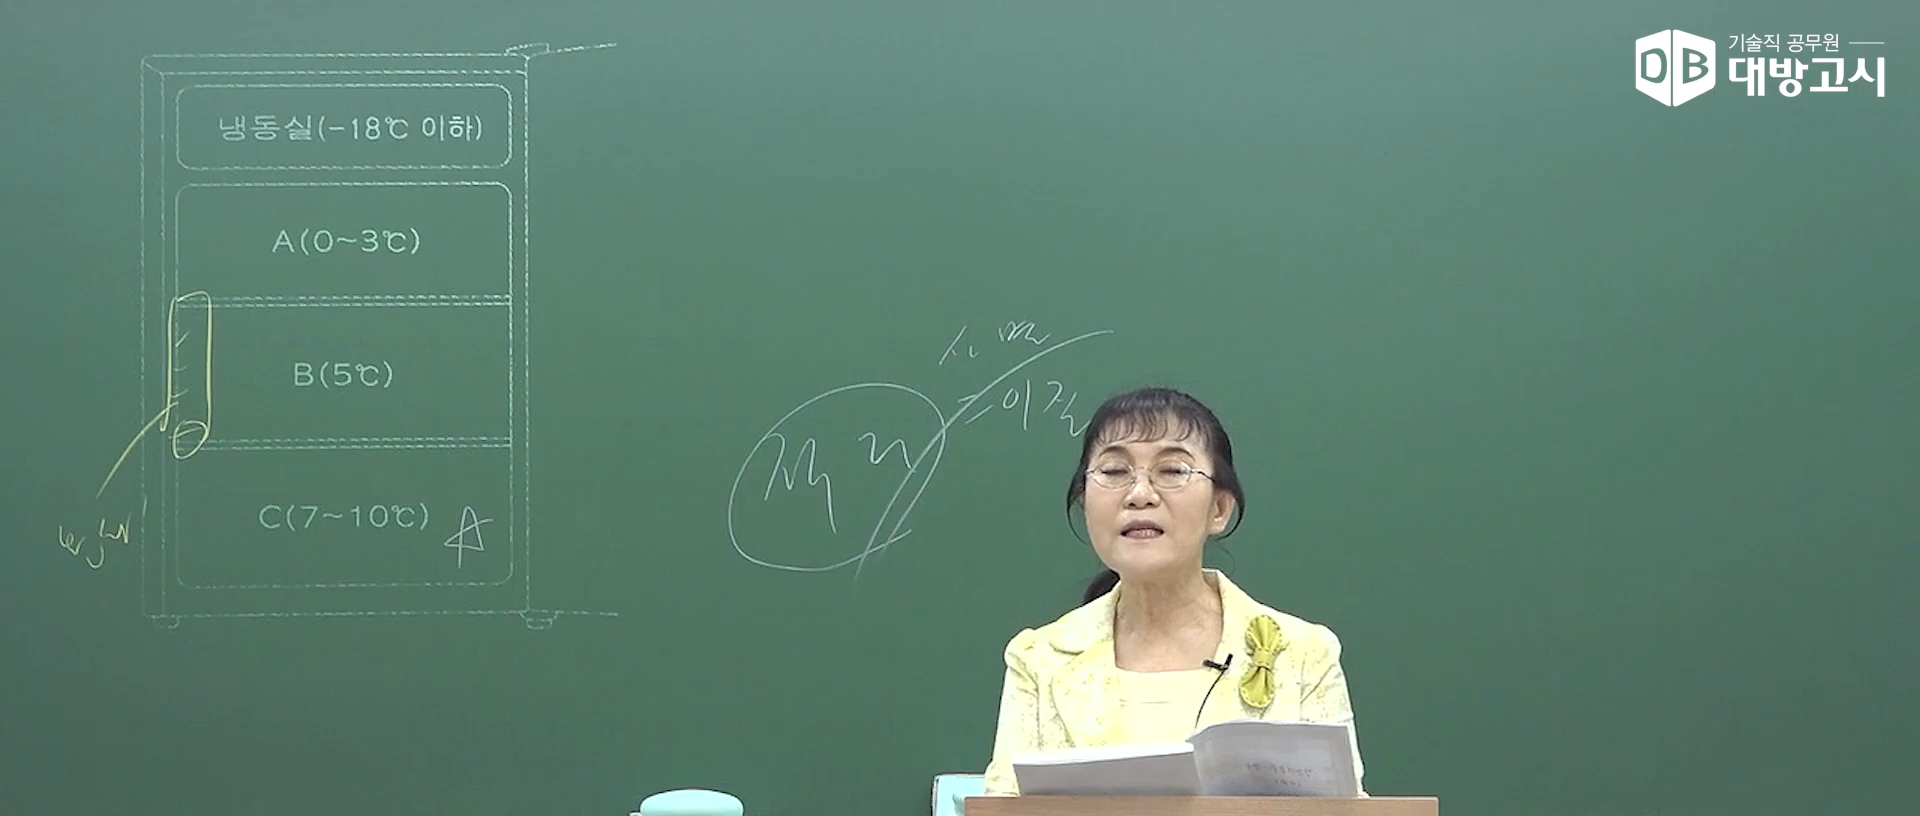 기술직 공무원
DB 대방고시
냉동실(-18℃ 이하)
A(0~3℃)
B(5℃)
C(7~10℃)
이질